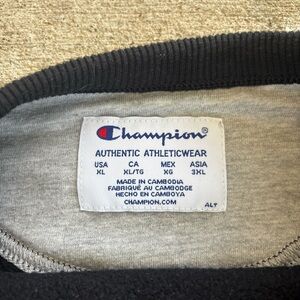 Champion®
AUTHENTIC ATHLETICWEAR
USA CA MEX ASIA
XL XL/TG XG 3XL
MADE IN CAMBODIA
FABRIQUÉ AU CAMBODGE
HECHO EN CAMBOYA
CHAMPION.COM